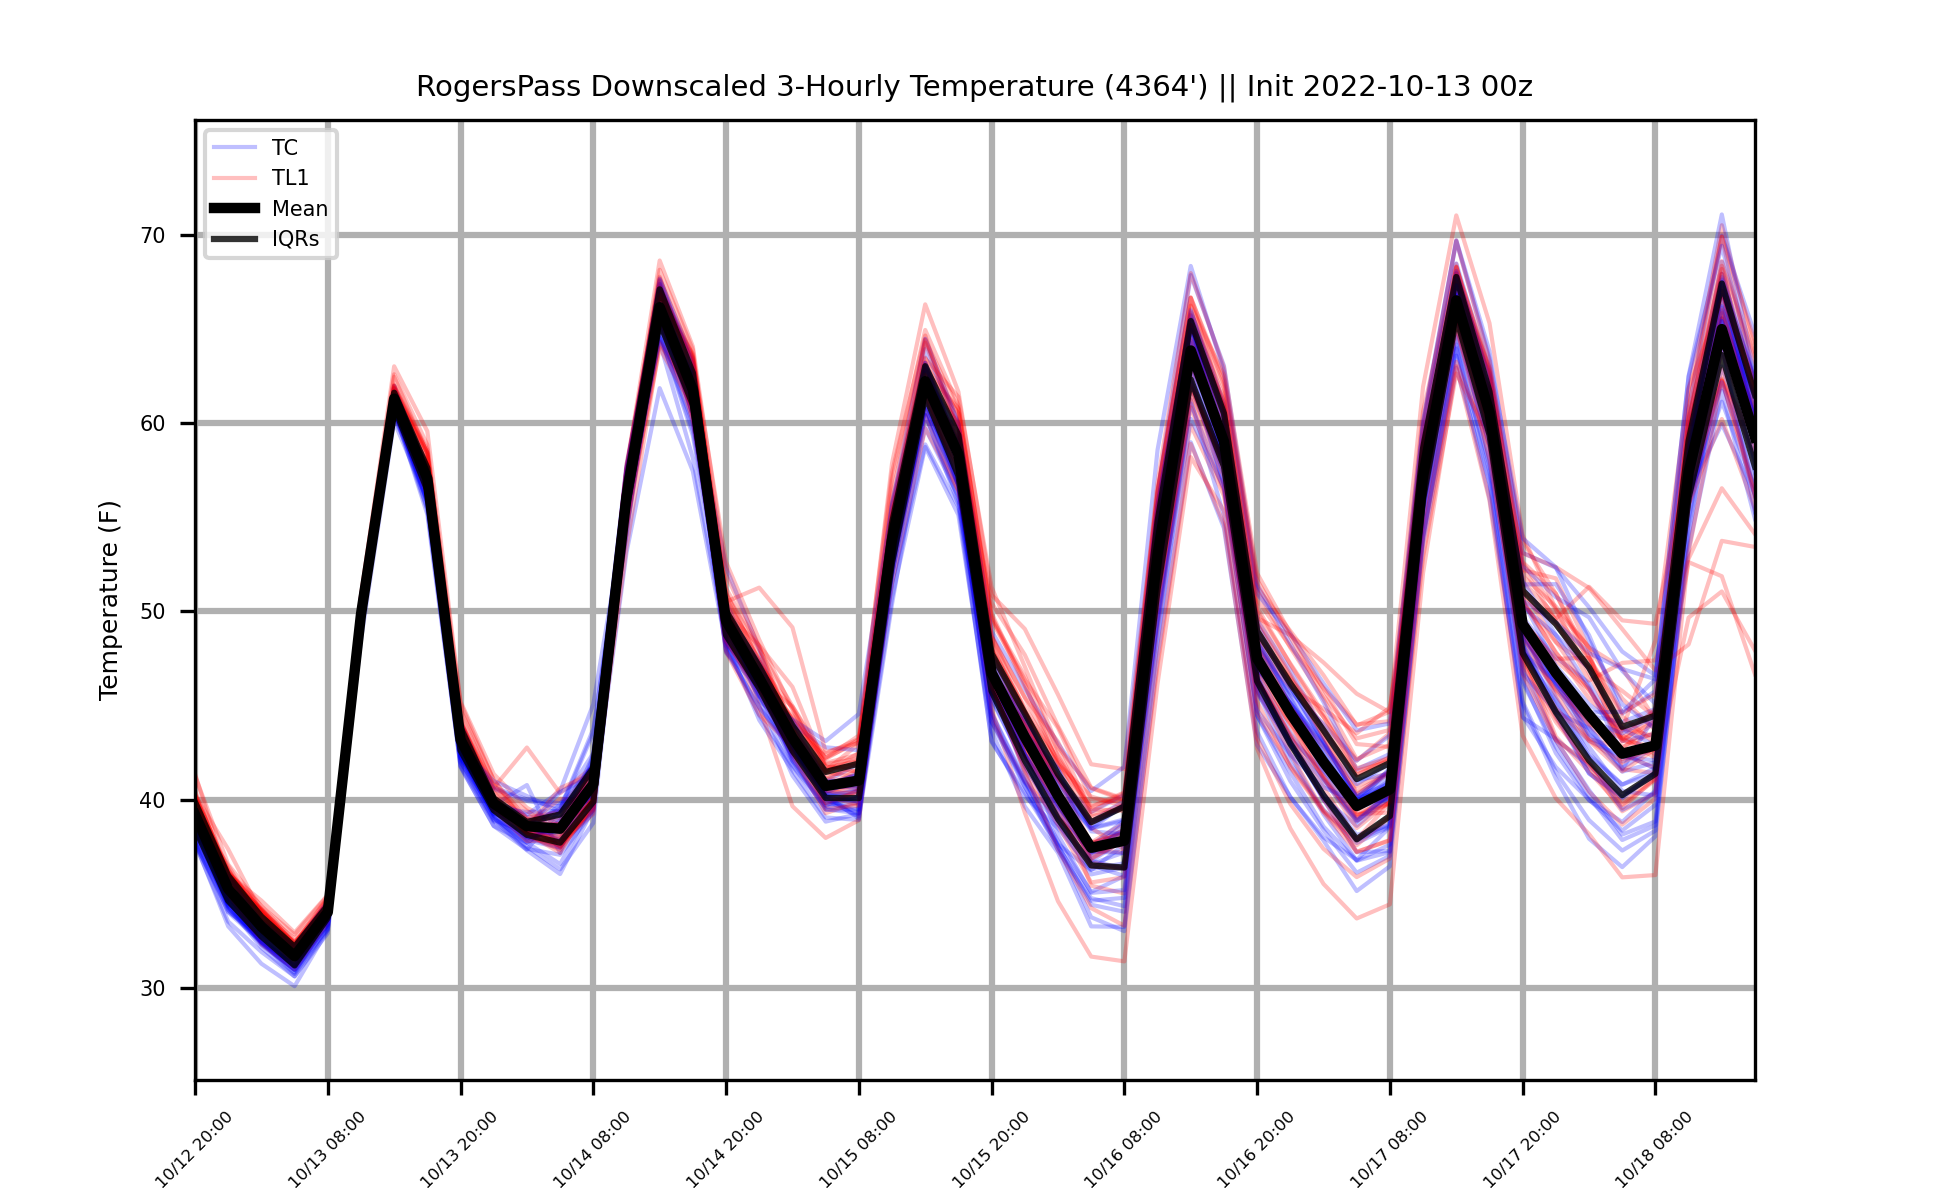 RogersPass Downscaled 3-Hourly Temperature (4364') || Init 2022-10-13 00z
TC
TL1
Mean
IQRs
Temperature (F)
70
60
50
40
30
10/12 20:00
10/13 08:00
10/13 20:00
10/14 08:00
10/14 20:00
10/15 08:00
10/15 20:00
10/16 08:00
10/16 20:00
10/17 08:00
10/17 20:00
10/18 08:00